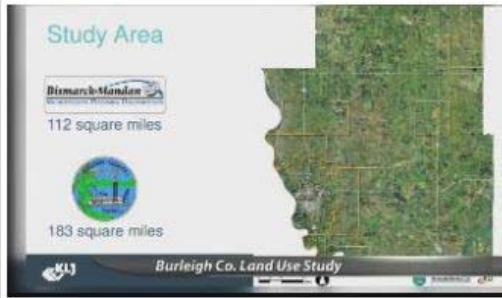 Study Area
Bismarck-Mandan
112 square miles
183 square miles
KLJ
Burleigh Co. Land Use Study